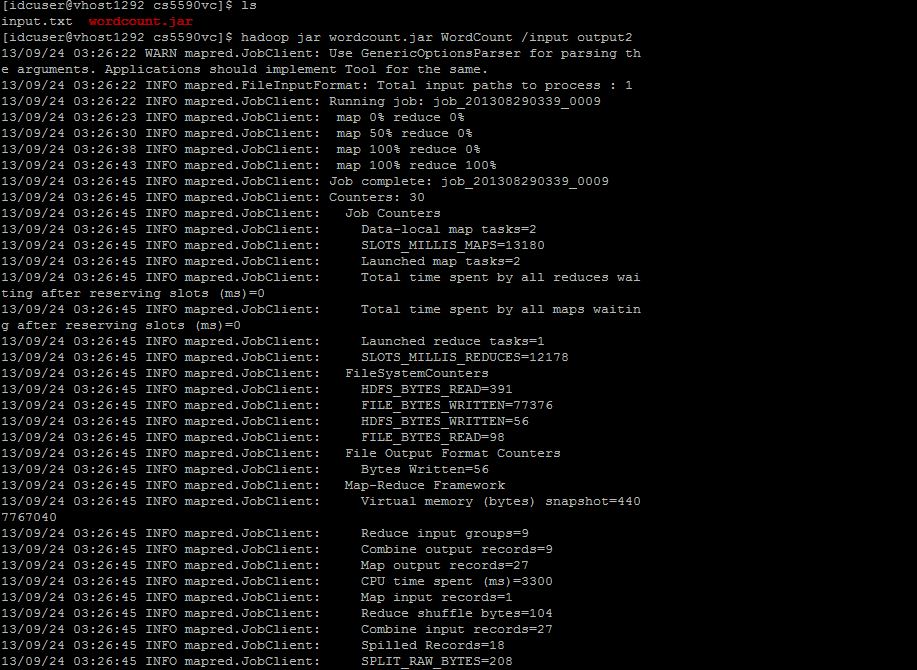 [idcuser@vhost1292 cs5590vc]$ ls
input.txt  wordcount.jar
[idcuser@vhost1292 cs5590vc]$ hadoop jar wordcount.jar WordCount /input output2
13/09/24 03:26:22 WARN mapred.JobClient: Use GenericOptionsParser for parsing th
e arguments. Applications should implement Tool for the same.
13/09/24 03:26:22 INFO mapred.FileInputFormat: Total input paths to process : 1
13/09/24 03:26:22 INFO mapred.JobClient: Running job: job_201308290339_0009
13/09/24 03:26:23 INFO mapred.JobClient:  map 0% reduce 0%
13/09/24 03:26:30 INFO mapred.JobClient:  map 50% reduce 0%
13/09/24 03:26:38 INFO mapred.JobClient:  map 100% reduce 0%
13/09/24 03:26:43 INFO mapred.JobClient:  map 100% reduce 100%
13/09/24 03:26:45 INFO mapred.JobClient: Job complete: job_201308290339_0009
13/09/24 03:26:45 INFO mapred.JobClient: Counters: 30
13/09/24 03:26:45 INFO mapred.JobClient:   Job Counters
13/09/24 03:26:45 INFO mapred.JobClient:     Data-local map tasks=2
13/09/24 03:26:45 INFO mapred.JobClient:     SLOTS_MILLIS_MAPS=13180
13/09/24 03:26:45 INFO mapred.JobClient:     Launched map tasks=2
13/09/24 03:26:45 INFO mapred.JobClient:     Total time spent by all reduces wai
ting after reserving slots (ms)=0
13/09/24 03:26:45 INFO mapred.JobClient:     Total time spent by all maps waitin
g after reserving slots (ms)=0
13/09/24 03:26:45 INFO mapred.JobClient:     Launched reduce tasks=1
13/09/24 03:26:45 INFO mapred.JobClient:     SLOTS_MILLIS_REDUCES=12178
13/09/24 03:26:45 INFO mapred.JobClient:   FileSystemCounters
13/09/24 03:26:45 INFO mapred.JobClient:     HDFS_BYTES_READ=391
13/09/24 03:26:45 INFO mapred.JobClient:     FILE_BYTES_WRITTEN=77376
13/09/24 03:26:45 INFO mapred.JobClient:     HDFS_BYTES_WRITTEN=56
13/09/24 03:26:45 INFO mapred.JobClient:     FILE_BYTES_READ=98
13/09/24 03:26:45 INFO mapred.JobClient:   File Output Format Counters
13/09/24 03:26:45 INFO mapred.JobClient:     Bytes Written=56
13/09/24 03:26:45 INFO mapred.JobClient:   Map-Reduce Framework
13/09/24 03:26:45 INFO mapred.JobClient:     Virtual memory (bytes) snapshot=440
7767040
13/09/24 03:26:45 INFO mapred.JobClient:     Reduce input groups=9
13/09/24 03:26:45 INFO mapred.JobClient:     Combine output records=9
13/09/24 03:26:45 INFO mapred.JobClient:     Map output records=27
13/09/24 03:26:45 INFO mapred.JobClient:     CPU time spent (ms)=3300
13/09/24 03:26:45 INFO mapred.JobClient:     Map input records=1
13/09/24 03:26:45 INFO mapred.JobClient:     Reduce shuffle bytes=104
13/09/24 03:26:45 INFO mapred.JobClient:     Combine input records=27
13/09/24 03:26:45 INFO mapred.JobClient:     Spilled Records=18
13/09/24 03:26:45 INFO mapred.JobClient:     SPLIT_RAW_BYTES=208